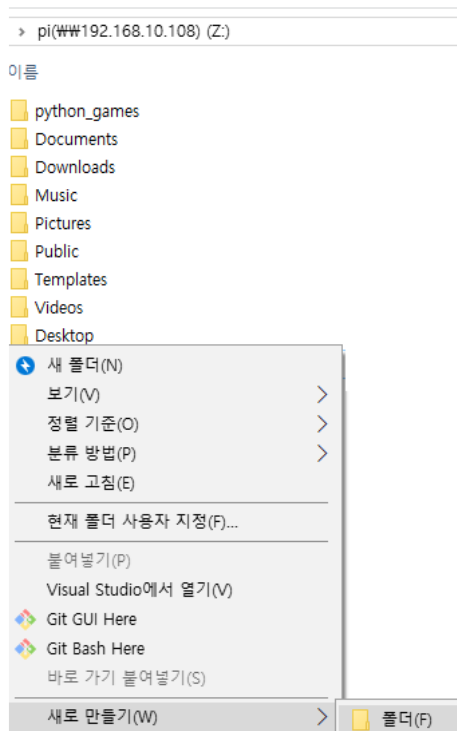 › pi(₩₩192.168.10.108) (Z:)
이름
python_games
Documents
Downloads
Music
Pictures
Public
Templates
Videos
Desktop
새 폴더(N)
보기(V)
정렬 기준(O)
분류 방법(P)
새로 고침(E)
현재 폴더 사용자 지정(F)...
붙여넣기(P)
Visual Studio에서 열기(V)
Git GUI Here
Git Bash Here
바로 가기 붙여넣기(S)
새로 만들기(W)
폴더(F)